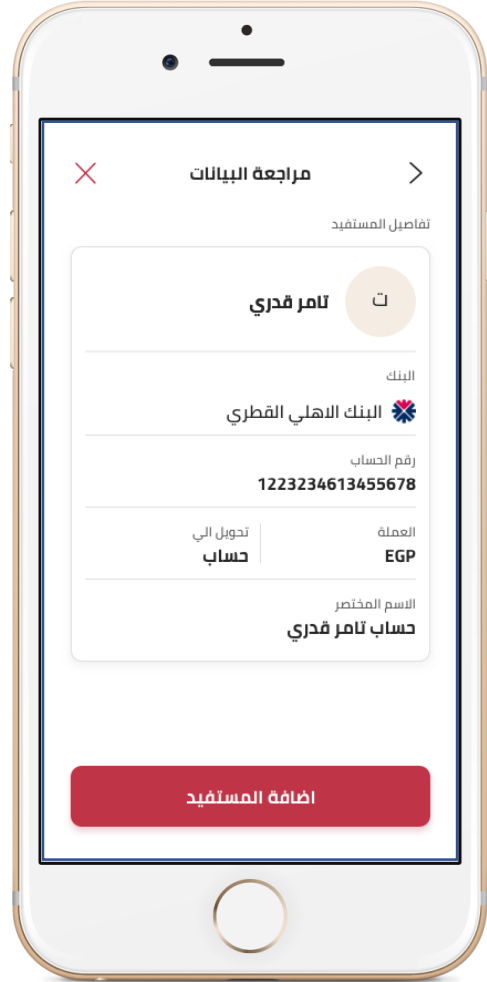 مراجعة البيانات
تفاصيل المستفيد
ت
تامر قدري
البنك
البنك الاهلي القطري
رقم الحساب
1223234613455678
العملة
EGP
تحويل الي
حساب
الاسم المختصر
حساب تامر قدري
اضافة المستفيد